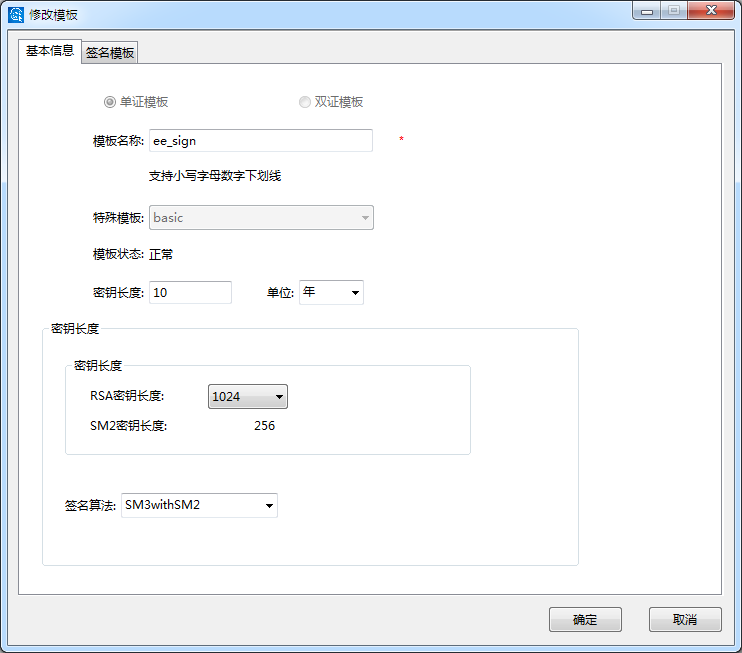 修改模板
基本信息 签名模板
单证模板 双证模板
模板名称: ee_sign *
支持小写字母数字下划线
特殊模板: basic
模板状态: 正常
密钥长度: 10 单位: 年
密钥长度
密钥长度
RSA密钥长度: 1024
SM2密钥长度: 256
签名算法: SM3withSM2
确定 取消